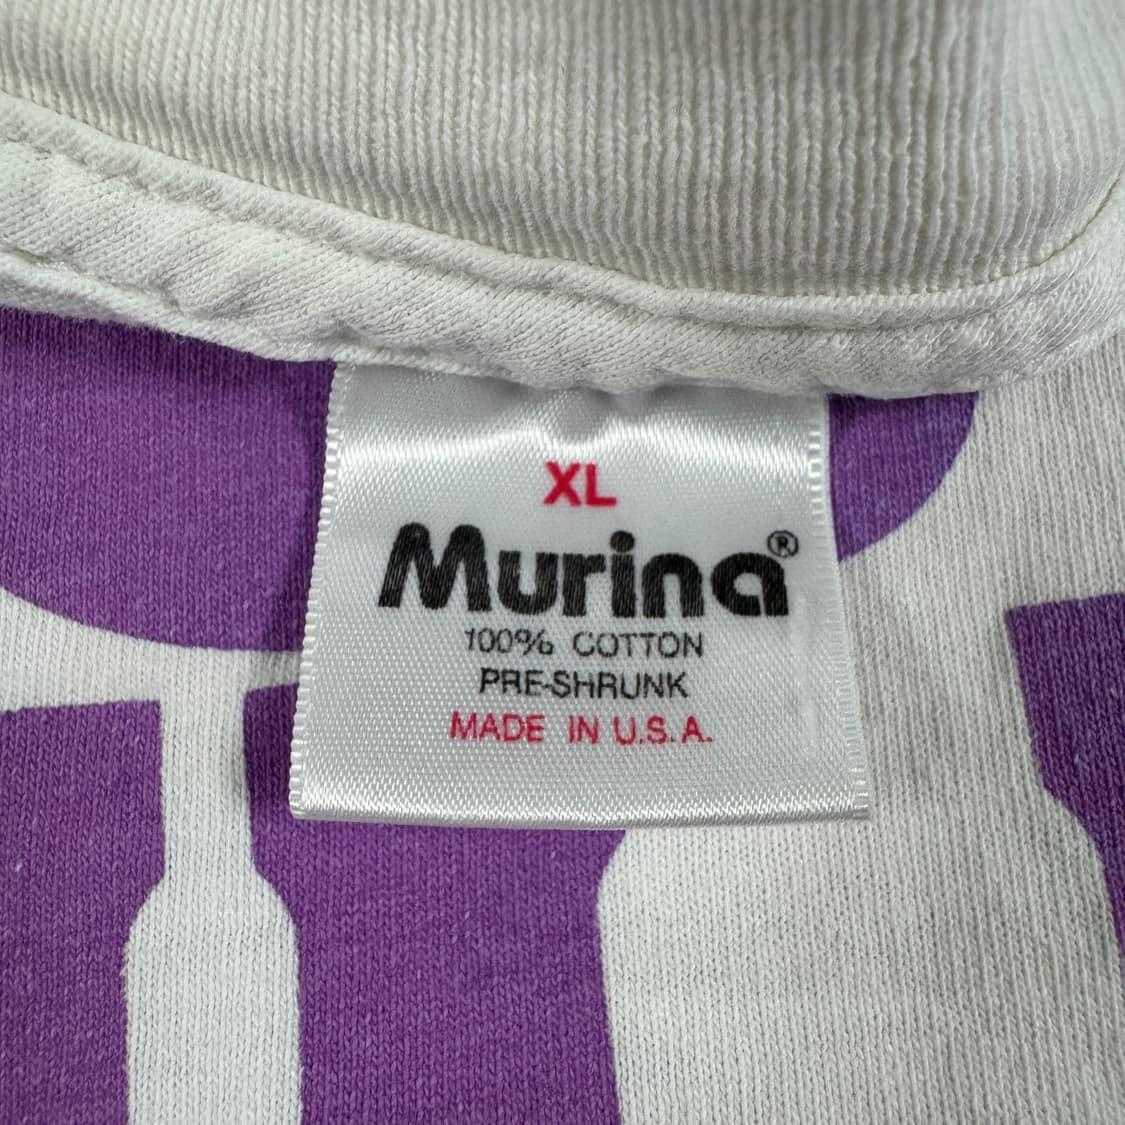 XL
Murina®
100% COTTON
PRE-SHRUNK
MADE IN U.S.A.